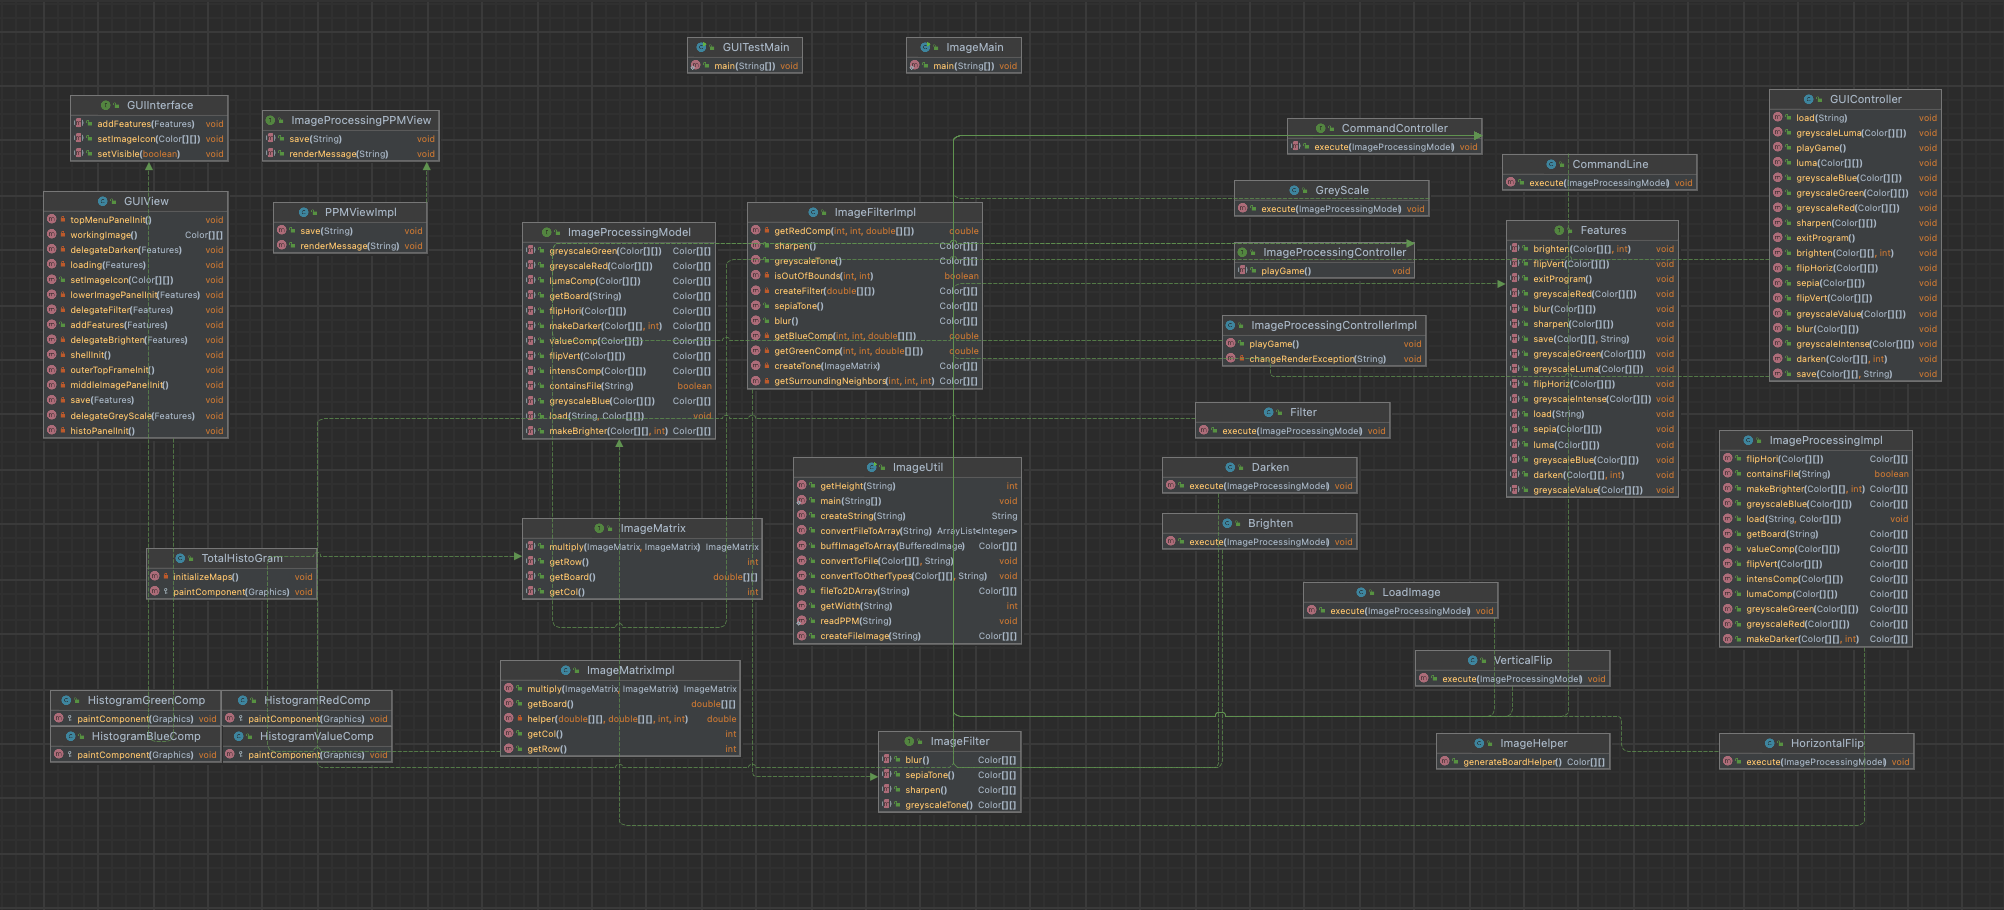 GUITestMain
main(String[]) void
ImageMain
main(String[]) void
GUIInterface
addFeatures(Features) void
setImageIcon(Color[][]) void
setVisible(boolean) void
ImageProcessingPPMView
save(String) void
renderMessage(String) void
GUIView
topMenuPanelInit() void
workingImage() Color[][]
delegateDarken(Features) void
loading(Features) void
setImageIcon(Color[][]) void
lowerImagePanelInit(Features) void
delegateFilter(Features) void
addFeatures(Features) void
delegateBrighten(Features) void
shellInit() void
outerTopFrameInit() void
middleImagePanelInit() void
save(Features) void
delegateGreyScale(Features) void
histoPanelInit() void
PPMViewImpl
save(String) void
renderMessage(String) void
ImageProcessingModel
greyscaleGreen(Color[][]) Color[][]
greyscaleRed(Color[][]) Color[][]
lumaComp(Color[][]) Color[][]
getBoard(String) Color[][]
flipHori(Color[][]) Color[][]
makeDarker(Color[][], int) Color[][]
valueComp(Color[][]) Color[][]
flipVert(Color[][]) Color[][]
intensComp(Color[][]) Color[][]
containsFile(String) boolean
greyscaleBlue(Color[][]) Color[][]
load(String, Color[][]) void
makeBrighter(Color[][], int) Color[][]
ImageFilterImpl
getRedComp(int, int, double[][]) double
sharpen() Color[][]
greyscaleTone() Color[][]
isOutOfBounds(int, int) boolean
createFilter(double[][]) Color[][]
sepiaTone() Color[][]
blur() Color[][]
getBlueComp(int, int, double[][]) double
getGreenComp(int, int, double[][]) double
createTone(ImageMatrix) Color[][]
getSurroundingNeighbors(int, int, int) Color[][]
CommandController
execute(ImageProcessingModel) void
GreyScale
execute(ImageProcessingModel) void
ImageProcessingController
playGame() void
ImageProcessingControllerImpl
playGame() void
changeRenderException(String) void
Filter
execute(ImageProcessingModel) void
Darken
execute(ImageProcessingModel) void
Brighten
execute(ImageProcessingModel) void
LoadImage
execute(ImageProcessingModel) void
VerticalFlip
execute(ImageProcessingModel) void
ImageHelper
generateBoardHelper() Color[][]
HorizontalFlip
execute(ImageProcessingModel) void
CommandLine
execute(ImageProcessingModel) void
Features
brighten(Color[][], int) void
flipVert(Color[][]) void
exitProgram() void
greyscaleRed(Color[][]) void
blur(Color[][]) void
sharpen(Color[][]) void
save(Color[][], String) void
greyscaleGreen(Color[][]) void
greyscaleLuma(Color[][]) void
flipHoriz(Color[][]) void
greyscaleIntense(Color[][]) void
load(String) void
sepia(Color[][]) void
luma(Color[][]) void
greyscaleBlue(Color[][]) void
darken(Color[][], int) void
greyscaleValue(Color[][]) void
GUIController
load(String) void
greyscaleLuma(Color[][]) void
playGame() void
luma(Color[][]) void
greyscaleBlue(Color[][]) void
greyscaleGreen(Color[][]) void
greyscaleRed(Color[][]) void
sharpen(Color[][]) void
exitProgram() void
brighten(Color[][], int) void
flipHoriz(Color[][]) void
sepia(Color[][]) void
flipVert(Color[][]) void
greyscaleValue(Color[][]) void
blur(Color[][]) void
greyscaleIntense(Color[][]) void
darken(Color[][], int) void
save(Color[][], String) void
ImageProcessingImpl
flipHori(Color[][]) Color[][]
containsFile(String) boolean
makeBrighter(Color[][], int) Color[][]
greyscaleBlue(Color[][]) Color[][]
load(String, Color[][]) void
getBoard(String) Color[][]
valueComp(Color[][]) Color[][]
flipVert(Color[][]) Color[][]
intensComp(Color[][]) Color[][]
lumaComp(Color[][]) Color[][]
greyscaleGreen(Color[][]) Color[][]
greyscaleRed(Color[][]) Color[][]
makeDarker(Color[][], int) Color[][]
ImageUtil
getHeight(String) int
main(String[]) void
createString(String) String
convertFileToArray(String) ArrayList<Integer>
buffImageToArray(BufferedImage) Color[][]
convertToFile(Color[][], String) void
convertToOtherTypes(Color[][], String) void
fileTo2DArray(String) Color[][]
getWidth(String) int
readPPM(String) void
createFileImage(String) Color[][]
ImageMatrix
multiply(ImageMatrix, ImageMatrix) ImageMatrix
getRow() int
getBoard() double[][]
getCol() int
TotalHistoGram
initializeMaps() void
paintComponent(Graphics) void
ImageMatrixImpl
multiply(ImageMatrix, ImageMatrix) ImageMatrix
getBoard() double[][]
helper(double[][], double[][], int, int) double
getCol() int
getRow() int
HistogramGreenComp
paintComponent(Graphics) void
HistogramRedComp
paintComponent(Graphics) void
HistogramBlueComp
paintComponent(Graphics) void
HistogramValueComp
paintComponent(Graphics) void
ImageFilter
blur() Color[][]
sepiaTone() Color[][]
sharpen() Color[][]
greyscaleTone() Color[][]